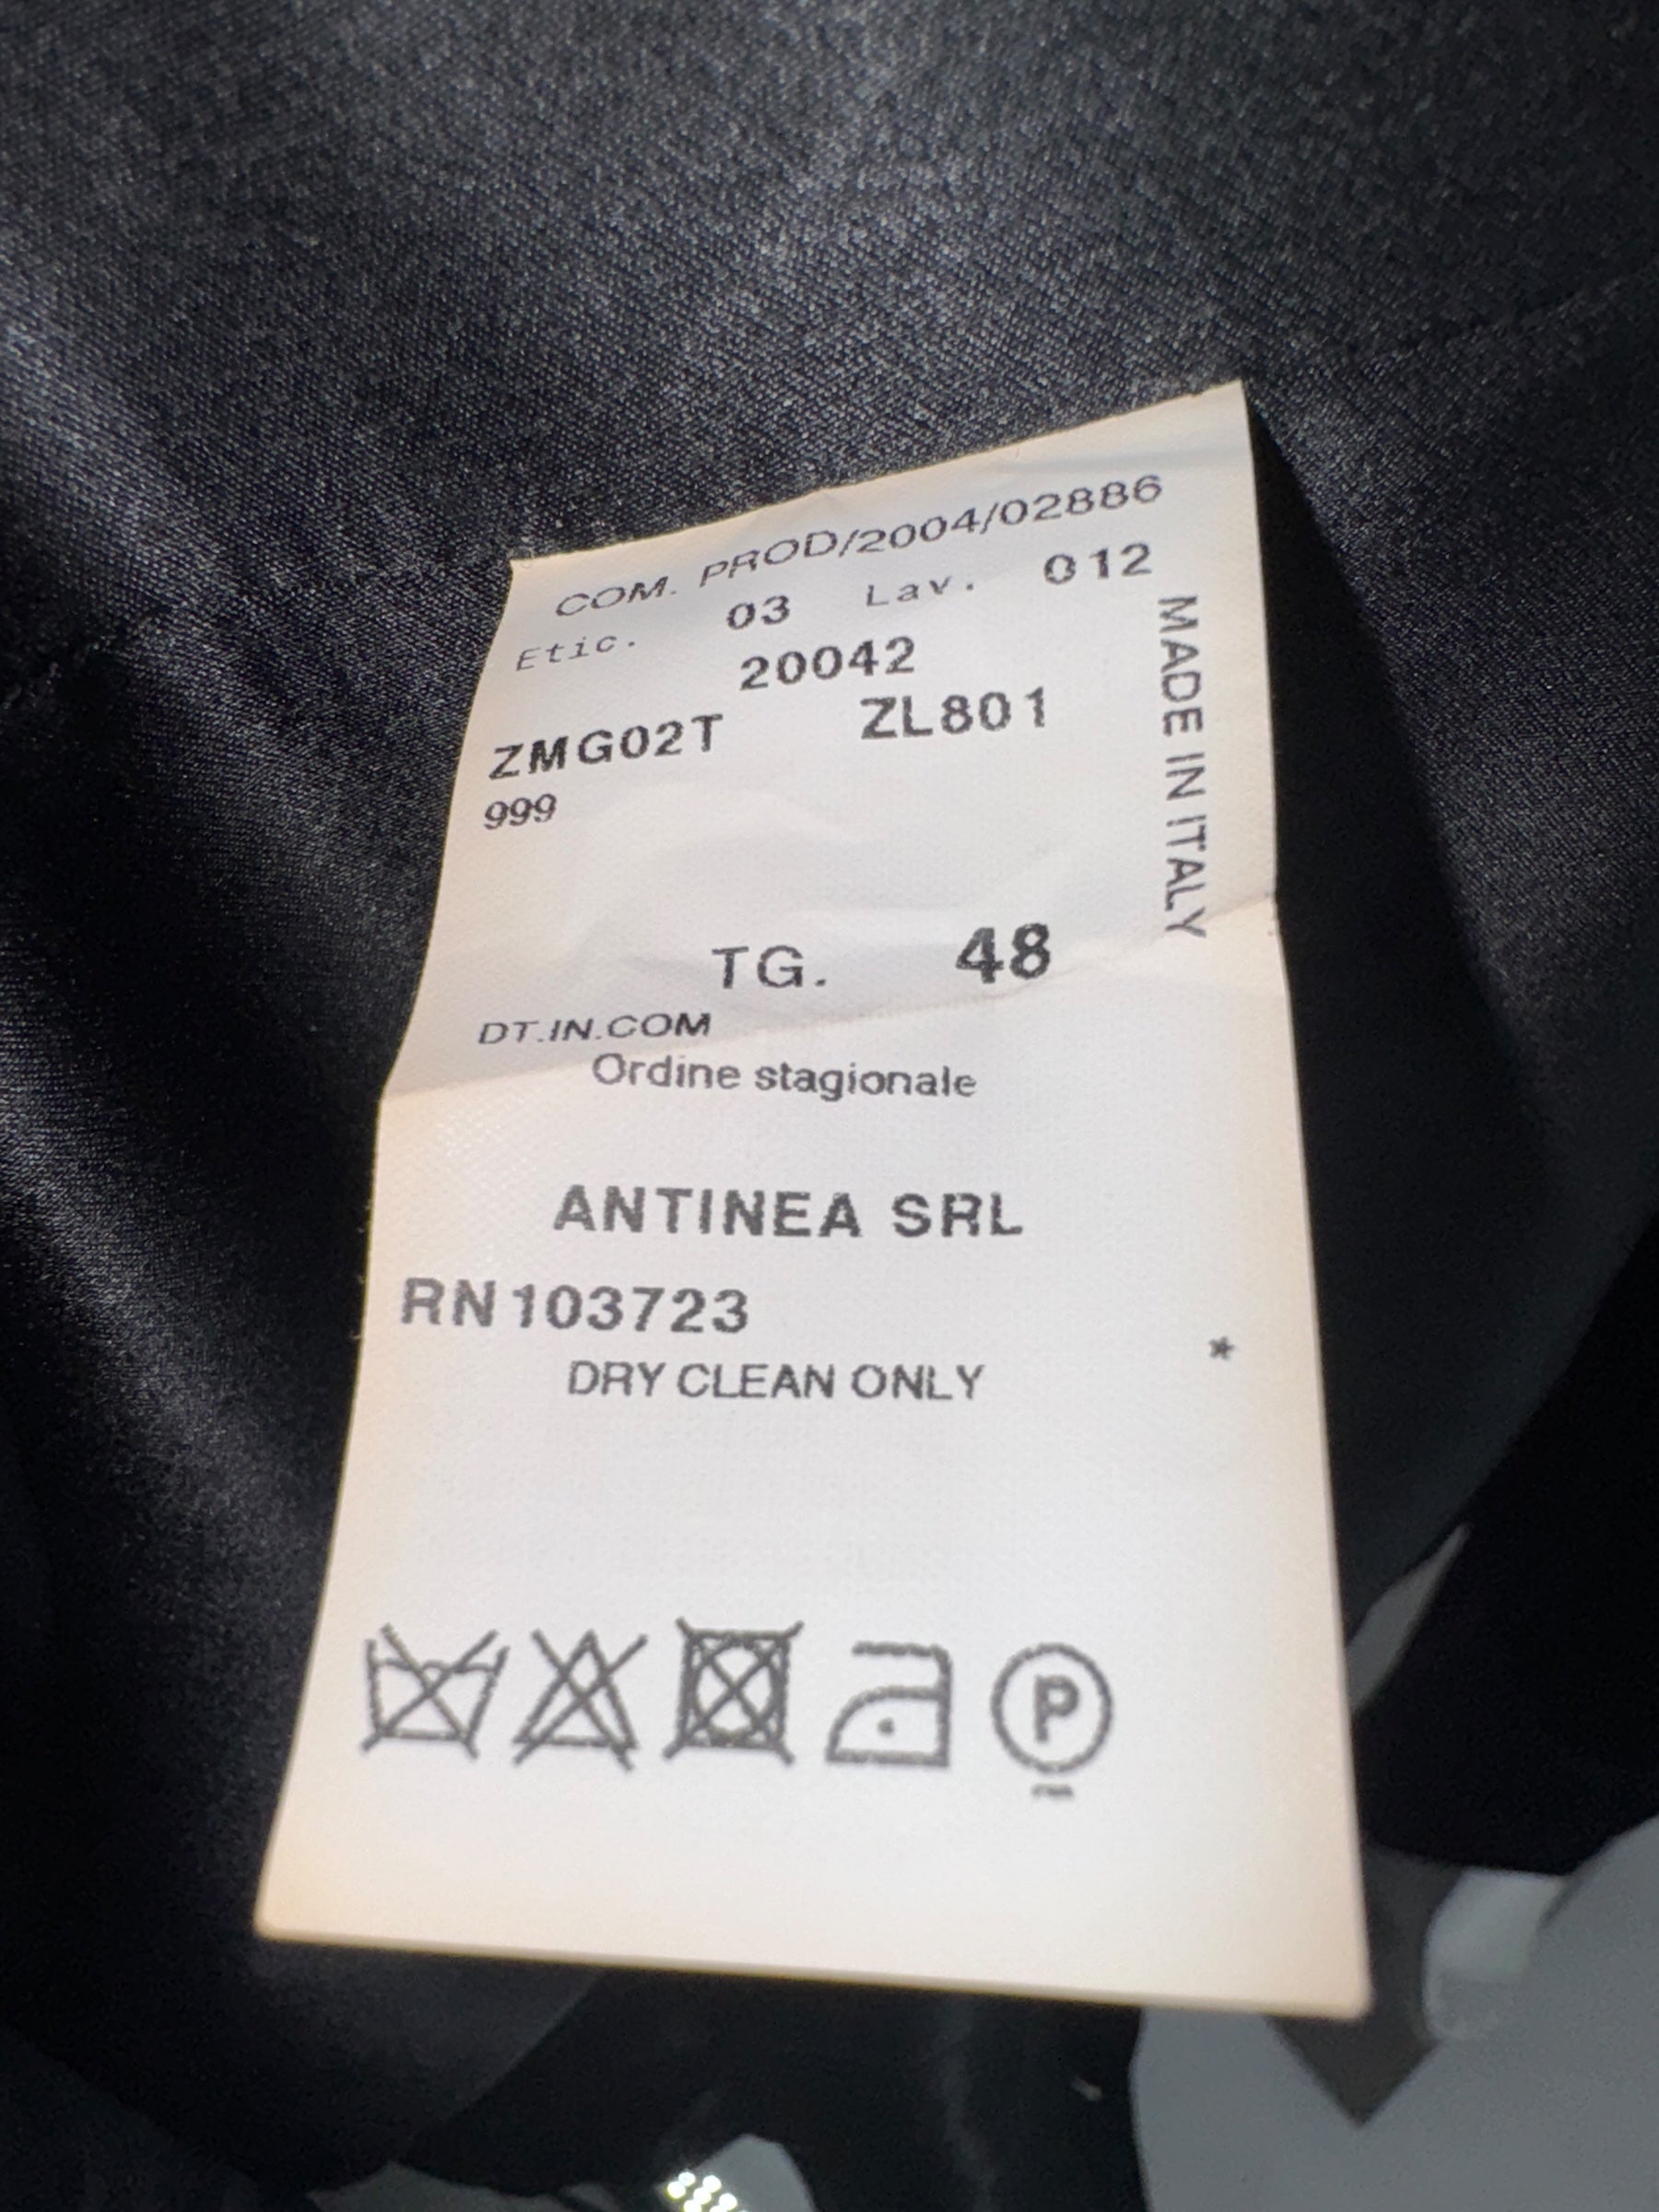 COM. PROD/2004/02886
Etic. 03 Lav. 012
20042
ZMG02T ZL801
999
MADE IN ITALY
TG. 48
DT.IN.COM
Ordine stagionale
ANTINEA SRL
RN103723
*
DRY CLEAN ONLY
P